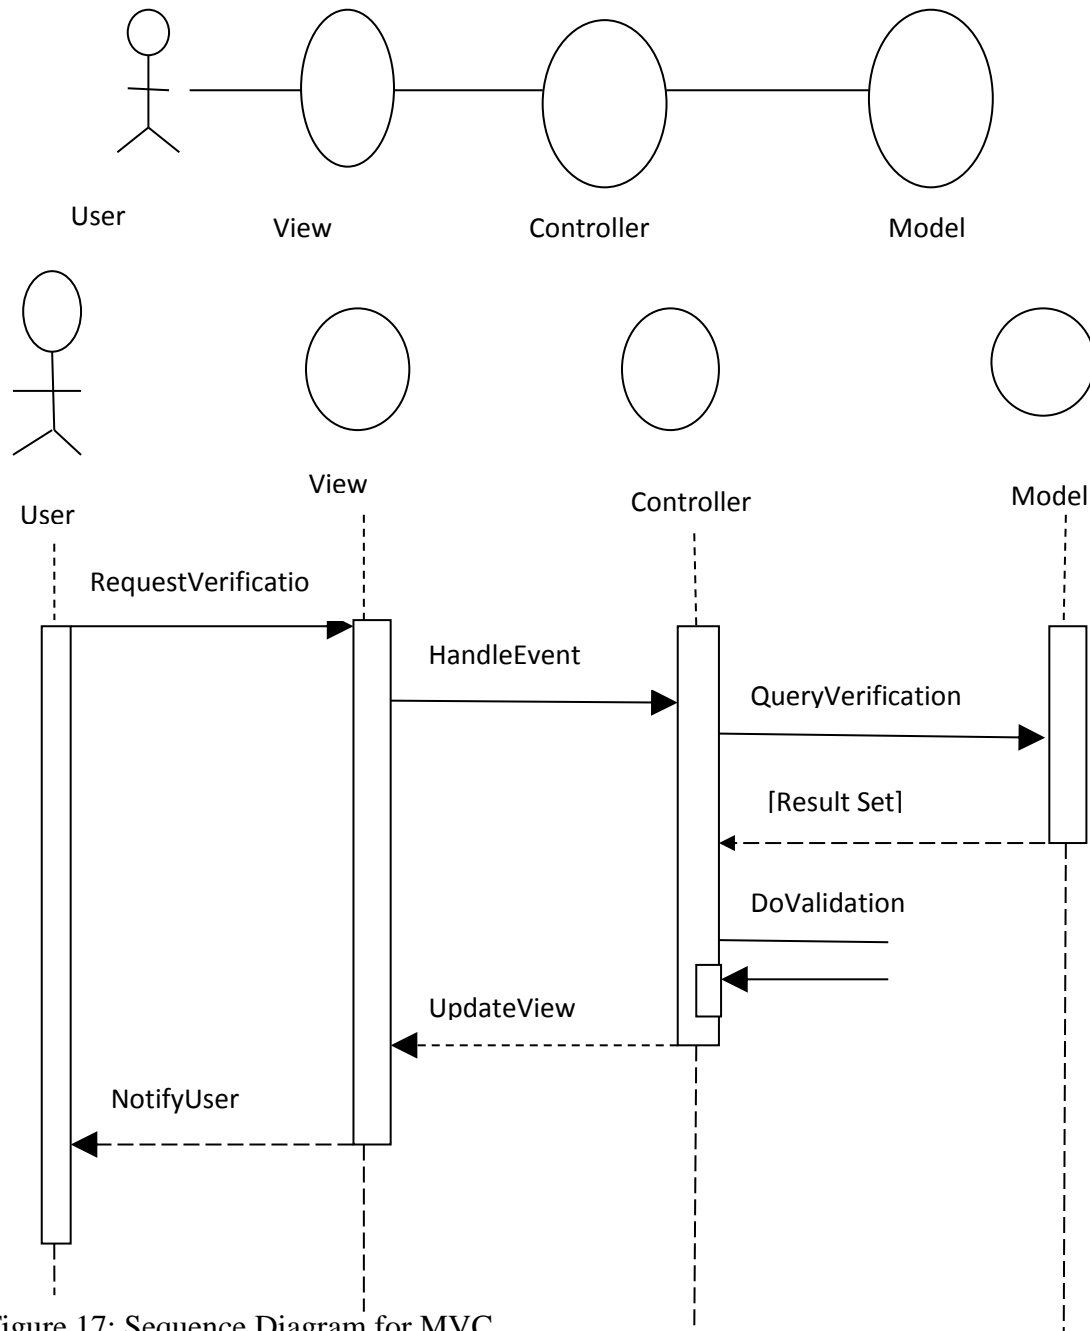 User
View
Controller
Model
View
Controller
Model
User
RequestVerificatio
HandleEvent
QueryVerification
[Result Set]
DoValidation
UpdateView
NotifyUser
Figure 17: Sequence Diagram for MVC